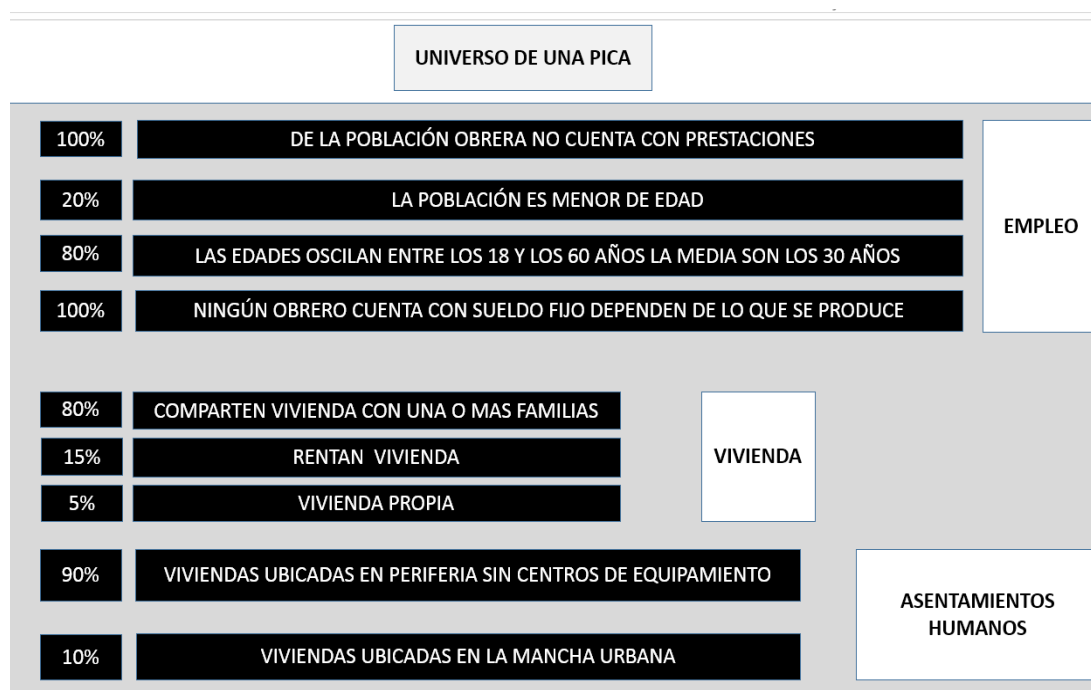 UNIVERSO DE UNA PICA
100%
DE LA POBLACIÓN OBRERA NO CUENTA CON PRESTACIONES
20%
LA POBLACIÓN ES MENOR DE EDAD
80%
LAS EDADES OSCILAN ENTRE LOS 18 Y LOS 60 AÑOS LA MEDIA SON LOS 30 AÑOS
100%
NINGÚN OBRERO CUENTA CON SUELDO FIJO DEPENDEN DE LO QUE SE PRODUCE
EMPLEO
80%
COMPARTEN VIVIENDA CON UNA O MAS FAMILIAS
15%
RENTAN VIVIENDA
5%
VIVIENDA PROPIA
VIVIENDA
90%
VIVIENDAS UBICADAS EN PERIFERIA SIN CENTROS DE EQUIPAMIENTO
10%
VIVIENDAS UBICADAS EN LA MANCHA URBANA
ASENTAMIENTOS
HUMANOS